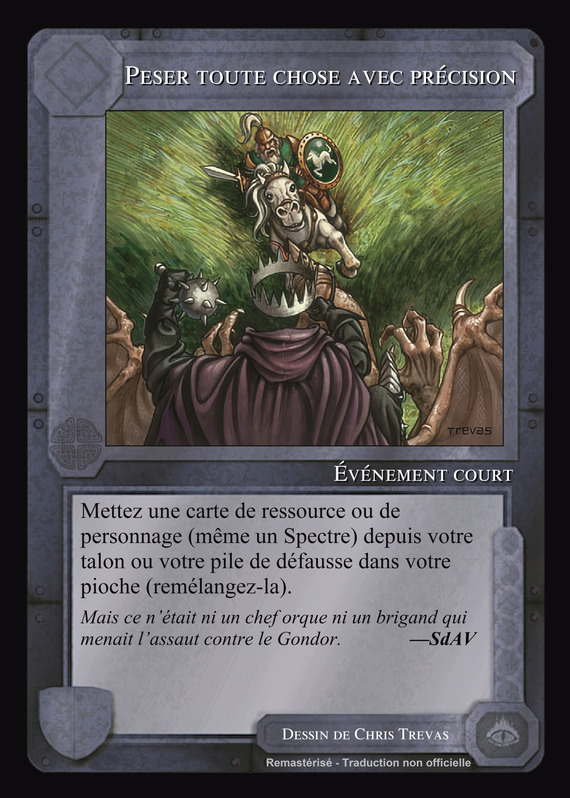 Peser toute chose avec précision
Trevas
Événement court
Mettez une carte de ressource ou de
personnage (même un Spectre) depuis votre
talon ou votre pile de défausse dans votre
pioche (remélangez-la).
Mais ce n’était ni un chef orque ni un brigand qui
menait l’assaut contre le Gondor. —SdAV
Dessin de Chris Trevas
Remastérisé - Traduction non officielle